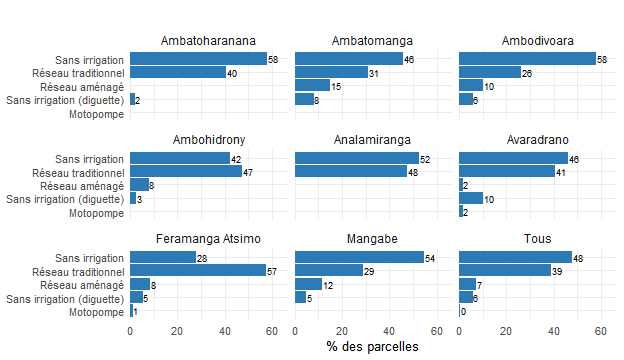 Ambatoharanana Ambatomanga Ambodivoara
Sans irrigation 58 46 58
Réseau traditionnel 40 31 26
Réseau aménagé 15 10
Sans irrigation (diguette) 2 8 6
Motopompe
Ambohidrony Analamiranga Avaradrano
Sans irrigation 42 52 46
Réseau traditionnel 47 48 41
Réseau aménagé 8 2
Sans irrigation (diguette) 3 10
Motopompe 2
Feramanga Atsimo Mangabe Tous
Sans irrigation 28 54 48
Réseau traditionnel 57 29 39
Réseau aménagé 8 12 7
Sans irrigation (diguette) 5 5 6
Motopompe 1 0
0 20 40 60 0 20 40 60 0 20 40 60
% des parcelles